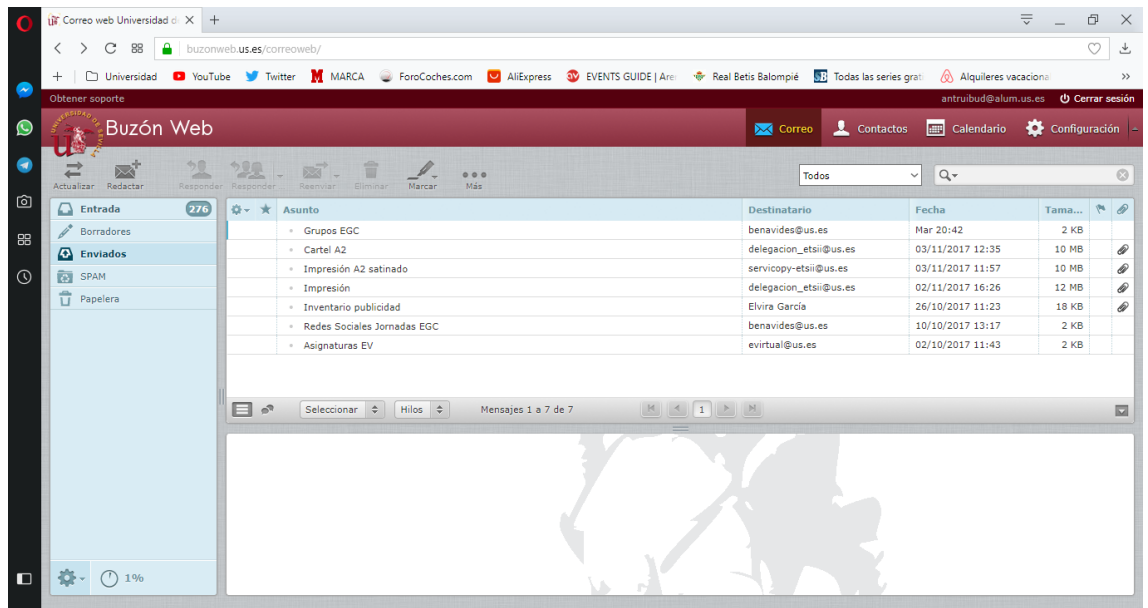 Correo web Universidad d
buzonweb.us.es/correoweb/
Universidad YouTube Twitter MARCA ForoCoches.com AliExpress EVENTS GUIDE | Are Real Betis Balompié Todas las series grati Alquileres vacaciona
Obtener soporte antruibud@alum.us.es Cerrar sesión
Buzón Web Correo Contactos Calendario Configuración
Actualizar Redactar Responder Responder... Reenviar Eliminar Marcar Más Todos
Entrada 276 Asunto Destinatario Fecha Tama...
Borradores Grupos EGC benavides@us.es Mar 20:42 2 KB
Enviados Cartel A2 delegacion_etsii@us.es 03/11/2017 12:35 10 MB
SPAM Impresión A2 satinado servicopy-etsii@us.es 03/11/2017 11:57 10 MB
Papelera Impresión delegacion_etsii@us.es 02/11/2017 16:26 12 MB
Inventario publicidad Elvira García 26/10/2017 11:23 18 KB
Redes Sociales Jornadas EGC benavides@us.es 10/10/2017 13:17 2 KB
Asignaturas EV evirtual@us.es 02/10/2017 11:43 2 KB
Seleccionar Hilos Mensajes 1 a 7 de 7 1
1%